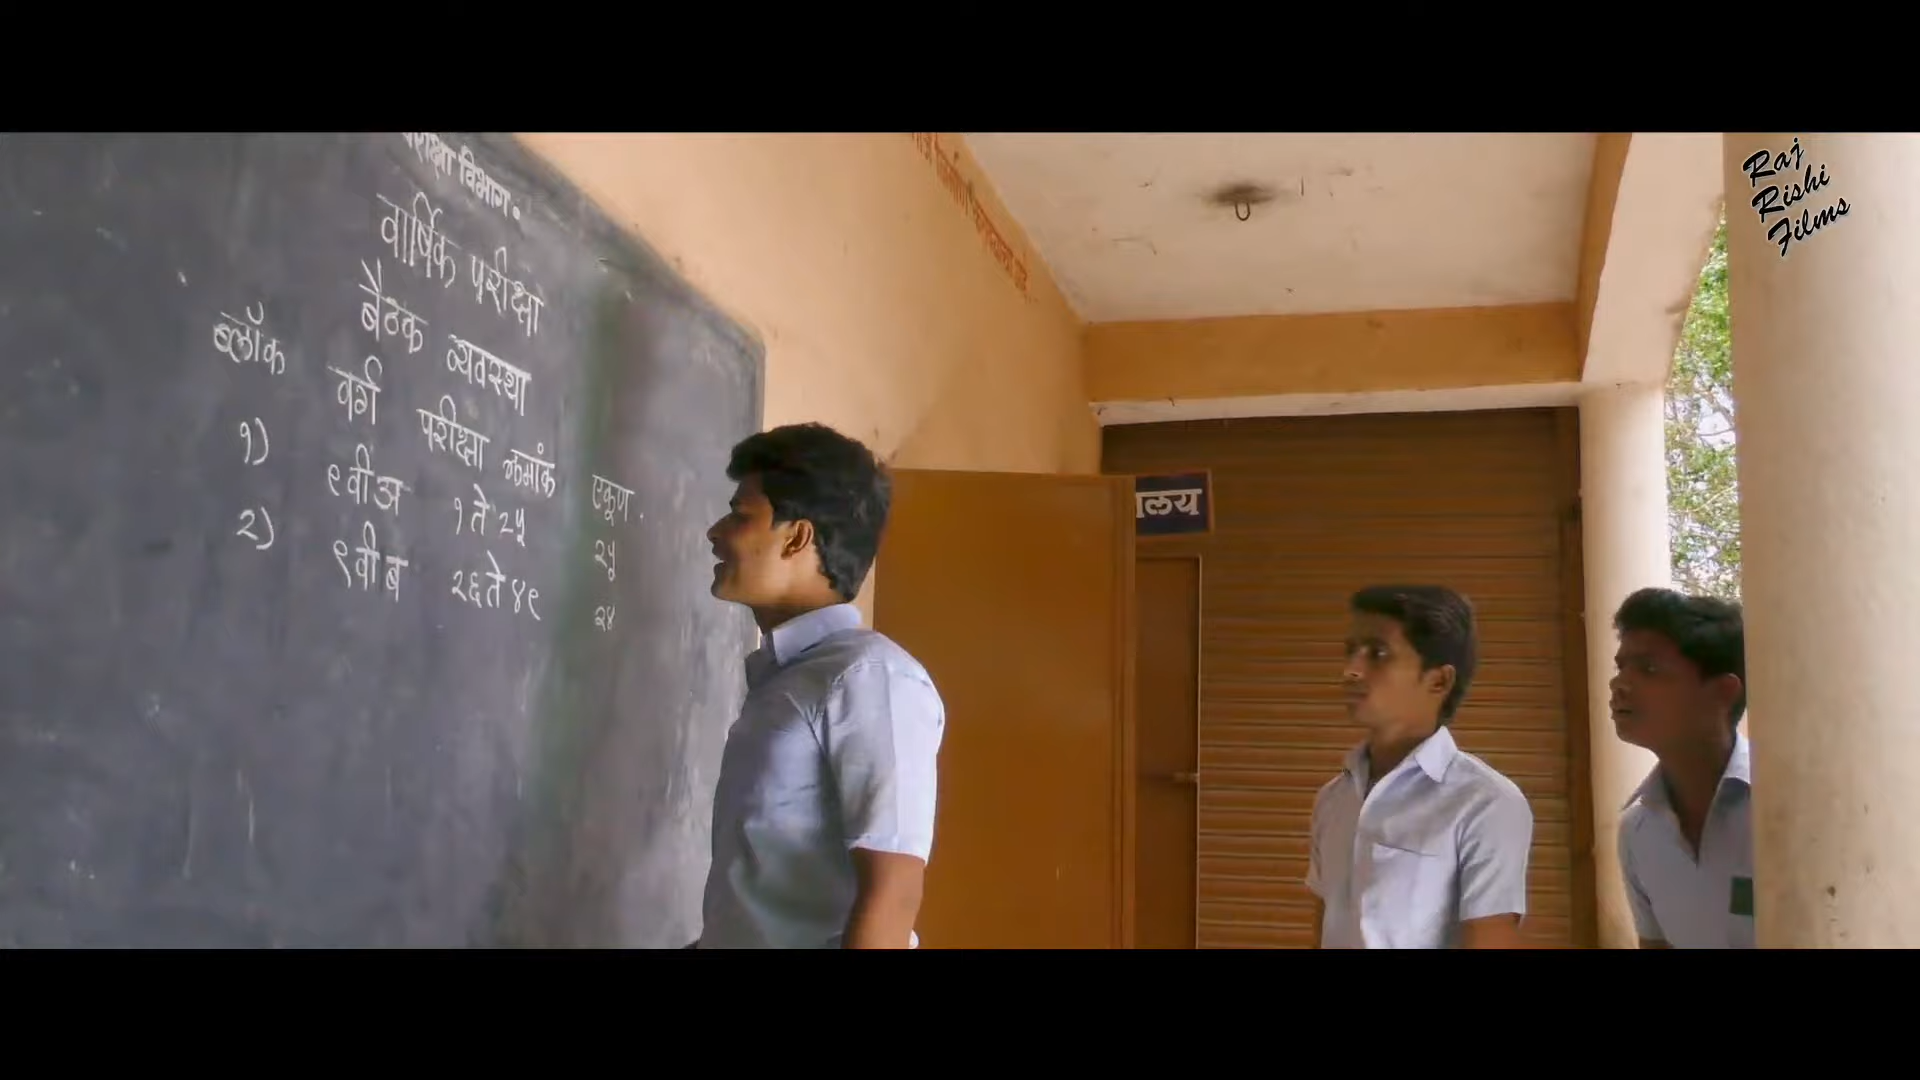 परीक्षा विभाग.
वार्षिक परीक्षा
बैठक व्यवस्था
ब्लॉक वर्ग परीक्षा क्रमांक एकूण.
१) ९वी अ १ ते २५ २५
२) ९वी ब २६ ते ४९ २४
लय
Raj
Rishi
Films